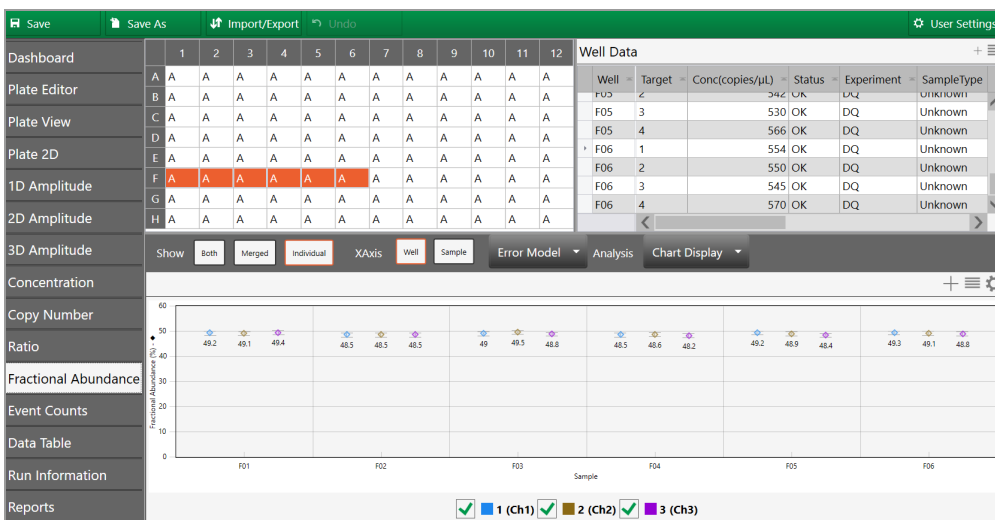 Save Save As Import/Export Undo User Settings
Dashboard
Plate Editor
Plate View
Plate 2D
1D Amplitude
2D Amplitude
3D Amplitude
Concentration
Copy Number
Ratio
Fractional Abundance
Event Counts
Data Table
Run Information
Reports
1 2 3 4 5 6 7 8 9 10 11 12
A A A A A A A A A A A A A
B A A A A A A A A A A A A
C A A A A A A A A A A A A
D A A A A A A A A A A A A
E A A A A A A A A A A A A
F A A A A A A A A A A A A
G A A A A A A A A A A A A
H A A A A A A A A A A A A
Well Data
Well Target Conc(copies/µL) Status Experiment SampleType
F05 2 542 OK DQ Unknown
F05 3 530 OK DQ Unknown
F05 4 566 OK DQ Unknown
F06 1 554 OK DQ Unknown
F06 2 550 OK DQ Unknown
F06 3 545 OK DQ Unknown
F06 4 570 OK DQ Unknown
Show Both Merged Individual XAxis Well Sample Error Model Analysis Chart Display
Fractional Abundance (%) -
60
50
40
30
20
10
0
49.2 49.1 49.4 48.5 48.5 48.5 49 49.5 48.8 48.5 48.6 48.2 49.2 48.9 48.4 49.3 49.1 48.8
F01 F02 F03 F04 F05 F06
Sample
1 (Ch1) 2 (Ch2) 3 (Ch3)